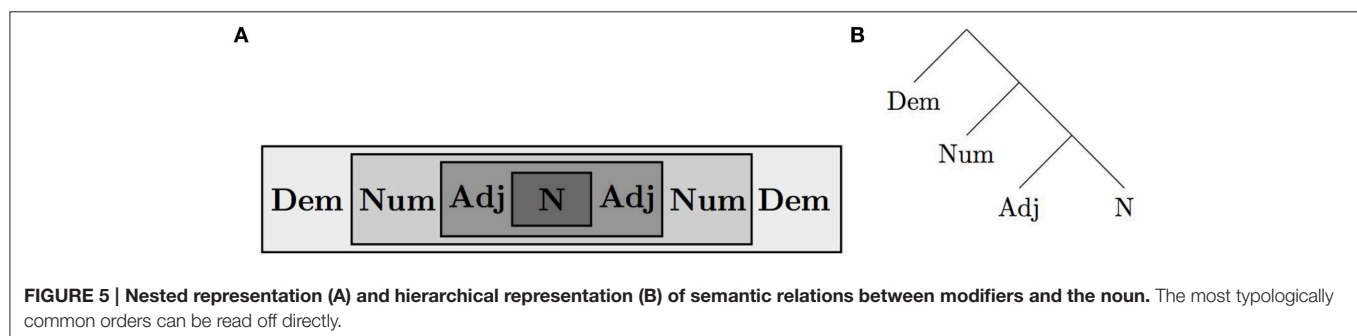 A
Dem Num Adj N Adj Num Dem
B
Dem
Num
Adj N
FIGURE 5 | Nested representation (A) and hierarchical representation (B) of semantic relations between modifiers and the noun. The most typologically
common orders can be read off directly.